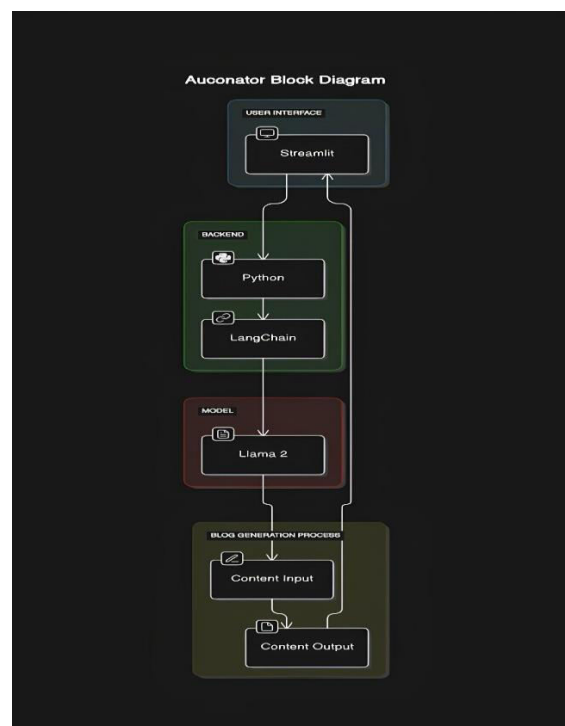 Auconator Block Diagram
USER INTERFACE
Streamlit
BACKEND
Python
LangChain
MODEL
Llama 2
BLOG GENERATION PROCESS
Content Input
Content Output